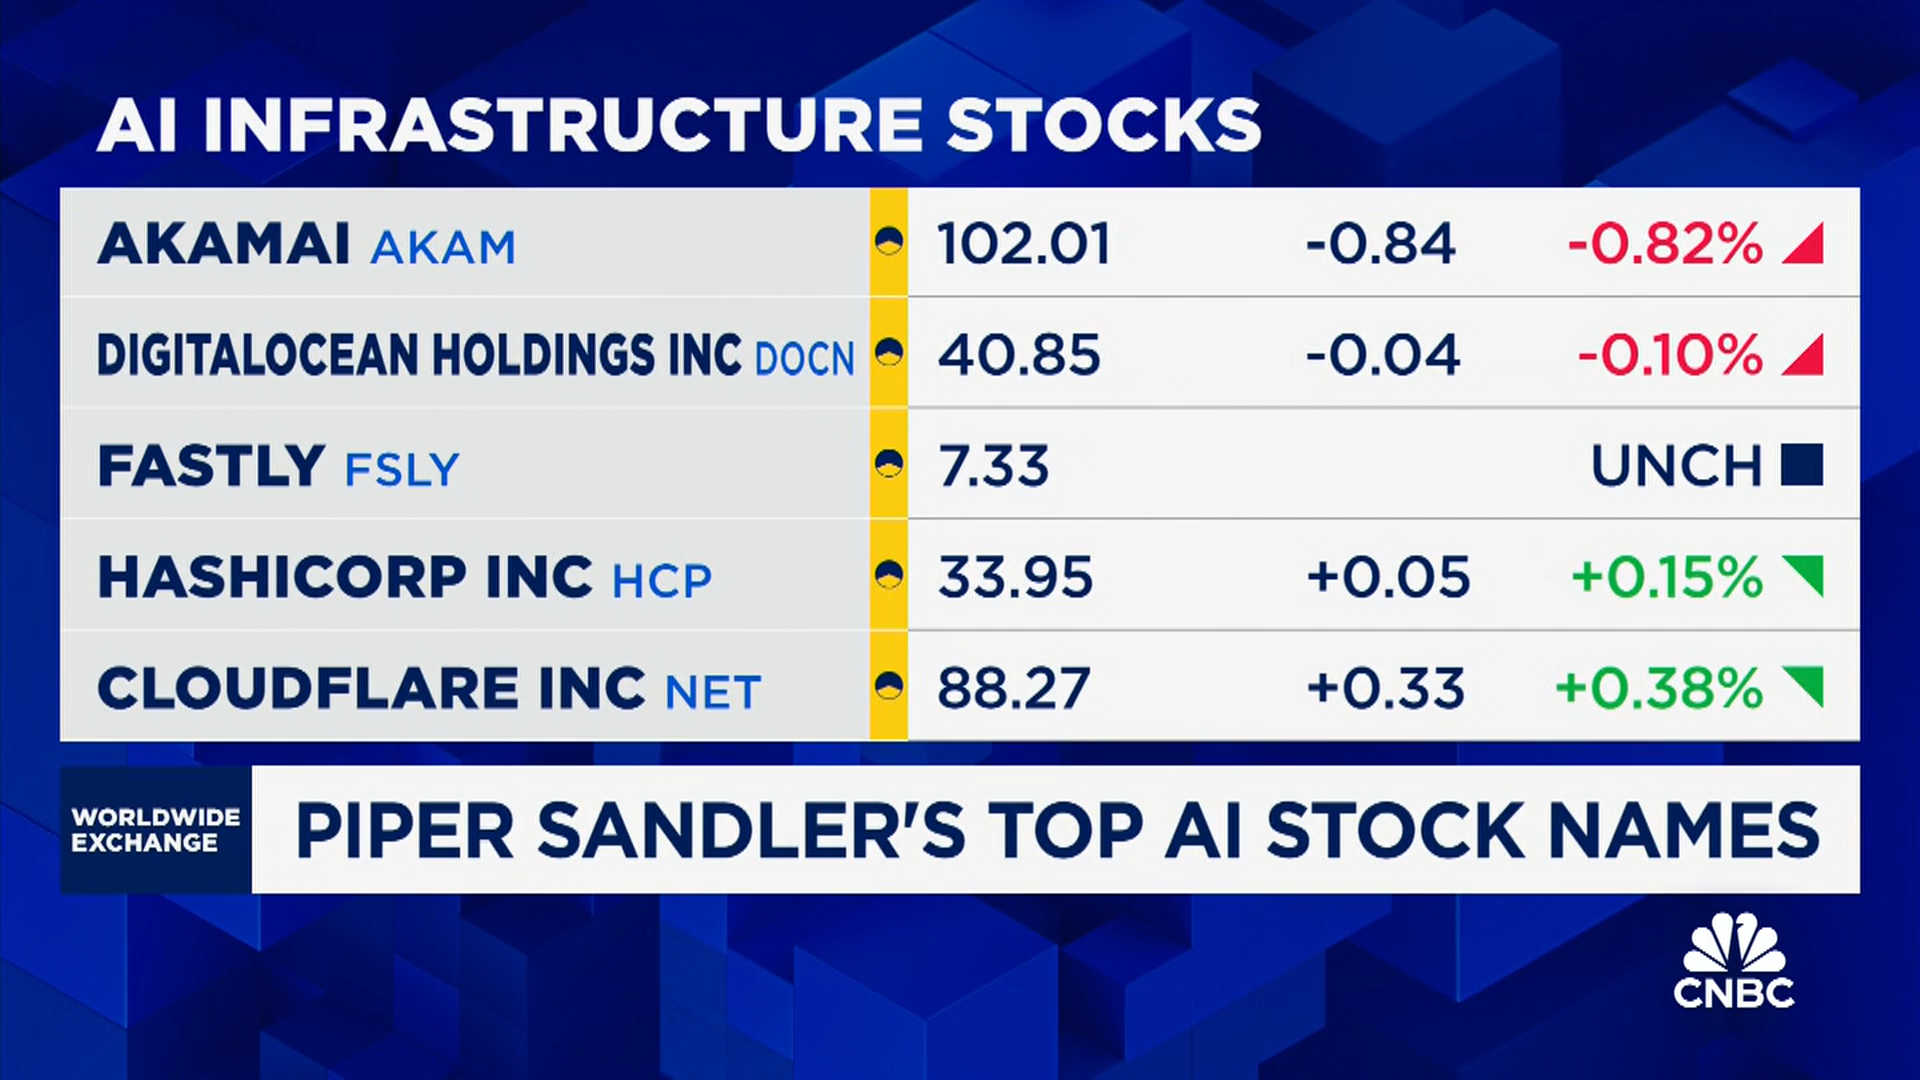 AI INFRASTRUCTURE STOCKS
AKAMAI AKAM 102.01 -0.84 -0.82%
DIGITALOCEAN HOLDINGS INC DOCN 40.85 -0.04 -0.10%
FASTLY FSLY 7.33 UNCH
HASHICORP INC HCP 33.95 +0.05 +0.15%
CLOUDFLARE INC NET 88.27 +0.33 +0.38%
WORLDWIDE
EXCHANGE
PIPER SANDLER'S TOP AI STOCK NAMES
CNBC